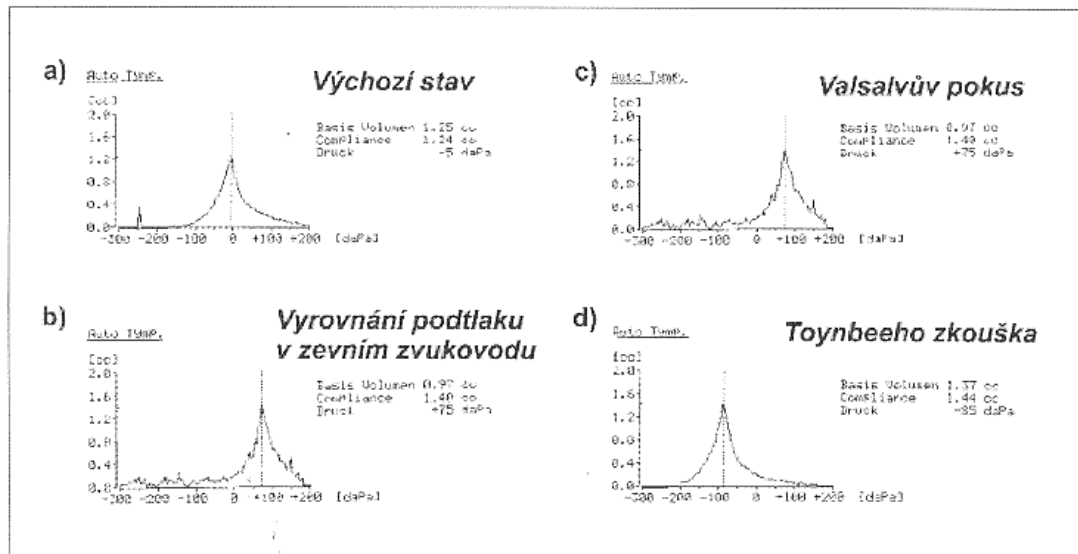 a)
Auto Tymp.
Výchozí stav
[cc]
2.0
1.6
1.2
0.8
0.4
0.0
-300 -200 -100 0 +100 +200 [daPa]
Basis Volumen 1.25 cc
Compliance 1.24 cc
Druck -5 daPa
b)
Auto Tymp.
Vyrovnání podtlaku
v zevním zvukovodu
[cc]
2.0
1.6
1.2
0.8
0.4
0.0
-300 -200 -100 0 +100 +200 [daPa]
Basis Volumen 0.97 cc
Compliance 1.40 cc
Druck +75 daPa
c)
Auto Tymp.
Valsalvův pokus
[cc]
2.0
1.6
1.2
0.8
0.4
0.0
-300 -200 -100 0 +100 +200 [daPa]
Basis Volumen 0.97 cc
Compliance 1.40 cc
Druck +75 daPa
d)
Auto Tymp.
Toynbeeho zkouška
[cc]
2.0
1.6
1.2
0.8
0.4
0.0
-300 -200 -100 0 +100 +200 [daPa]
Basis Volumen 1.37 cc
Compliance 1.44 cc
Druck daPa